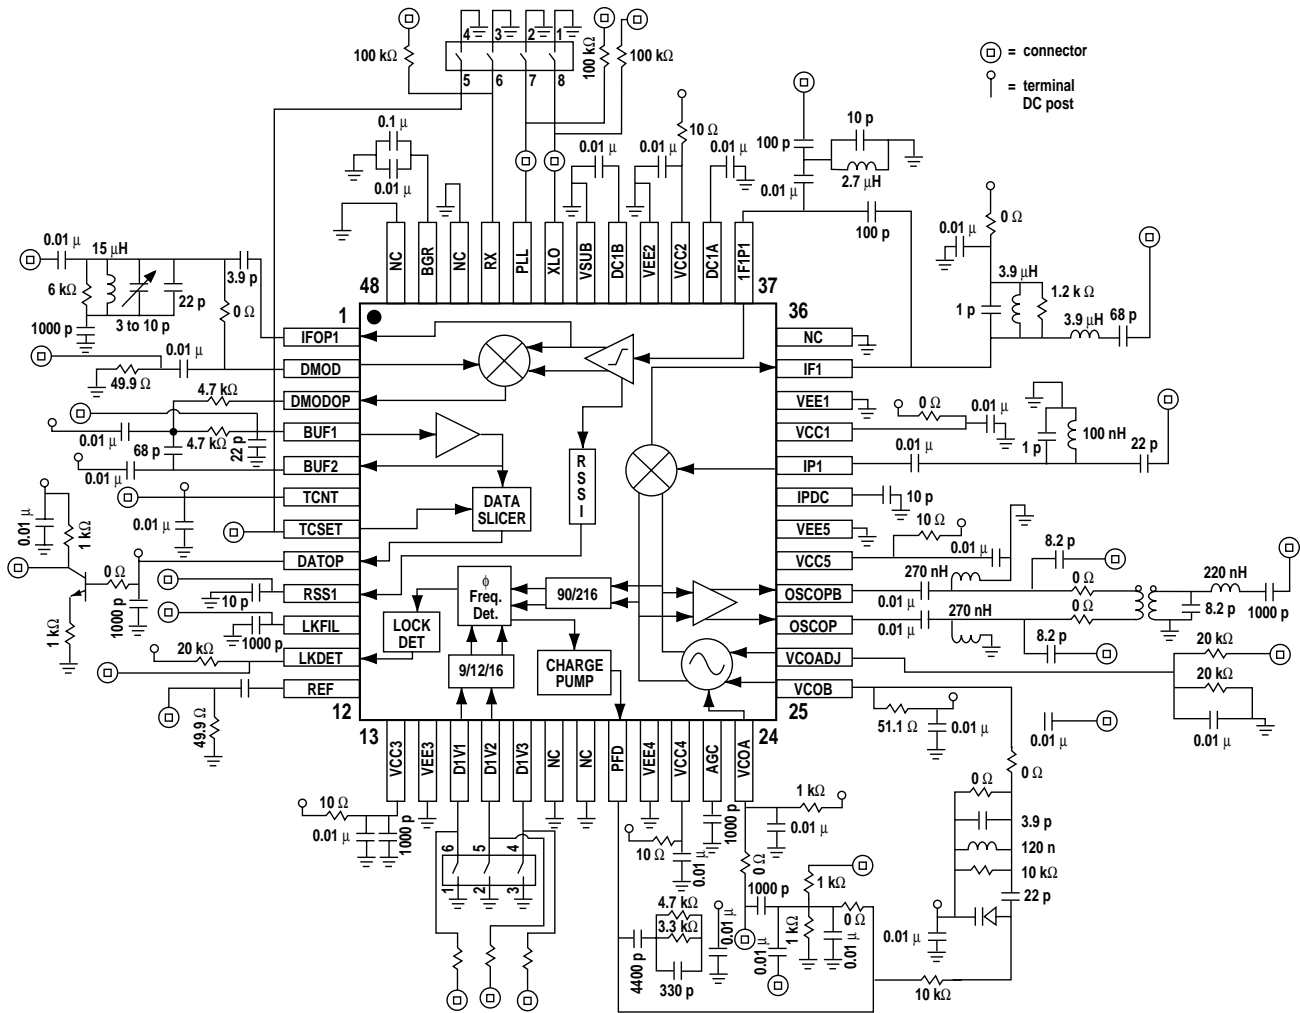 4 3 2 1
100 kΩ
100 kΩ
100 kΩ
5 6 7 8
= connector
= terminal
DC post
0.1 μ
0.01 μ
0.01 μ
0.01 μ
10 Ω
0.01 μ
100 p
10 p
2.7 μH
0.01 μ
100 p
0.01 μ
0 Ω
3.9 μH
1 p
1.2 k Ω
3.9 μH
68 p
0.01 μ
15 μH
3.9 p
6 kΩ
22 p
0 Ω
1000 p
3 to 10 p
48
NC
BGR
NC
RX
PLL
XLO
VSUB
DC1B
VEE2
VCC2
DC1A
1F1P1
37
1
36
IFOP1
DMOD
DMODOP
BUF1
BUF2
TCNT
TCSET
DATOP
RSS1
LKFIL
LKDET
REF
12
NC
IF1
VEE1
VCC1
IP1
IPDC
VEE5
VCC5
OSCOPB
OSCOP
VCOADJ
VCOB
25
0.01 μ
49.9 Ω
4.7 kΩ
0.01 μ
4.7 kΩ
68 p
22 p
0.01 μ
0.01 μ
0.01 μ
1 kΩ
0 Ω
1000 p
10 p
1 kΩ
1000 p
20 kΩ
49.9 Ω
RSSI
DATA
SLICER
ϕ
Freq.
Det.
90/216
LOCK
DET
9/12/16
CHARGE
PUMP
0 Ω
0.01 μ
100 nH
1 p
22 p
0.01 μ
10 p
10 Ω
0.01 μ
8.2 p
270 nH
0.01 μ
0 Ω
220 nH
270 nH
0 Ω
8.2 p
1000 p
0.01 μ
8.2 p
20 kΩ
20 kΩ
0.01 μ
51.1 Ω
0.01 μ
0.01 μ
0 Ω
13
VCC3
VEE3
D1V1
D1V2
D1V3
NC
NC
PFD
VEE4
VCC4
AGC
VCOA
24
10 Ω
0.01 μ
1000 p
6 5 4
1 2 3
10 Ω
0.01 μ
1000 p
1 kΩ
0.01 μ
0 Ω
1000 p
1 kΩ
0 Ω
4.7 kΩ
3.3 kΩ
0.01 μ
4400 p
330 p
0.01 μ
1 kΩ
0.01 μ
0 Ω
3.9 p
120 n
10 kΩ
22 p
0.01 μ
10 kΩ